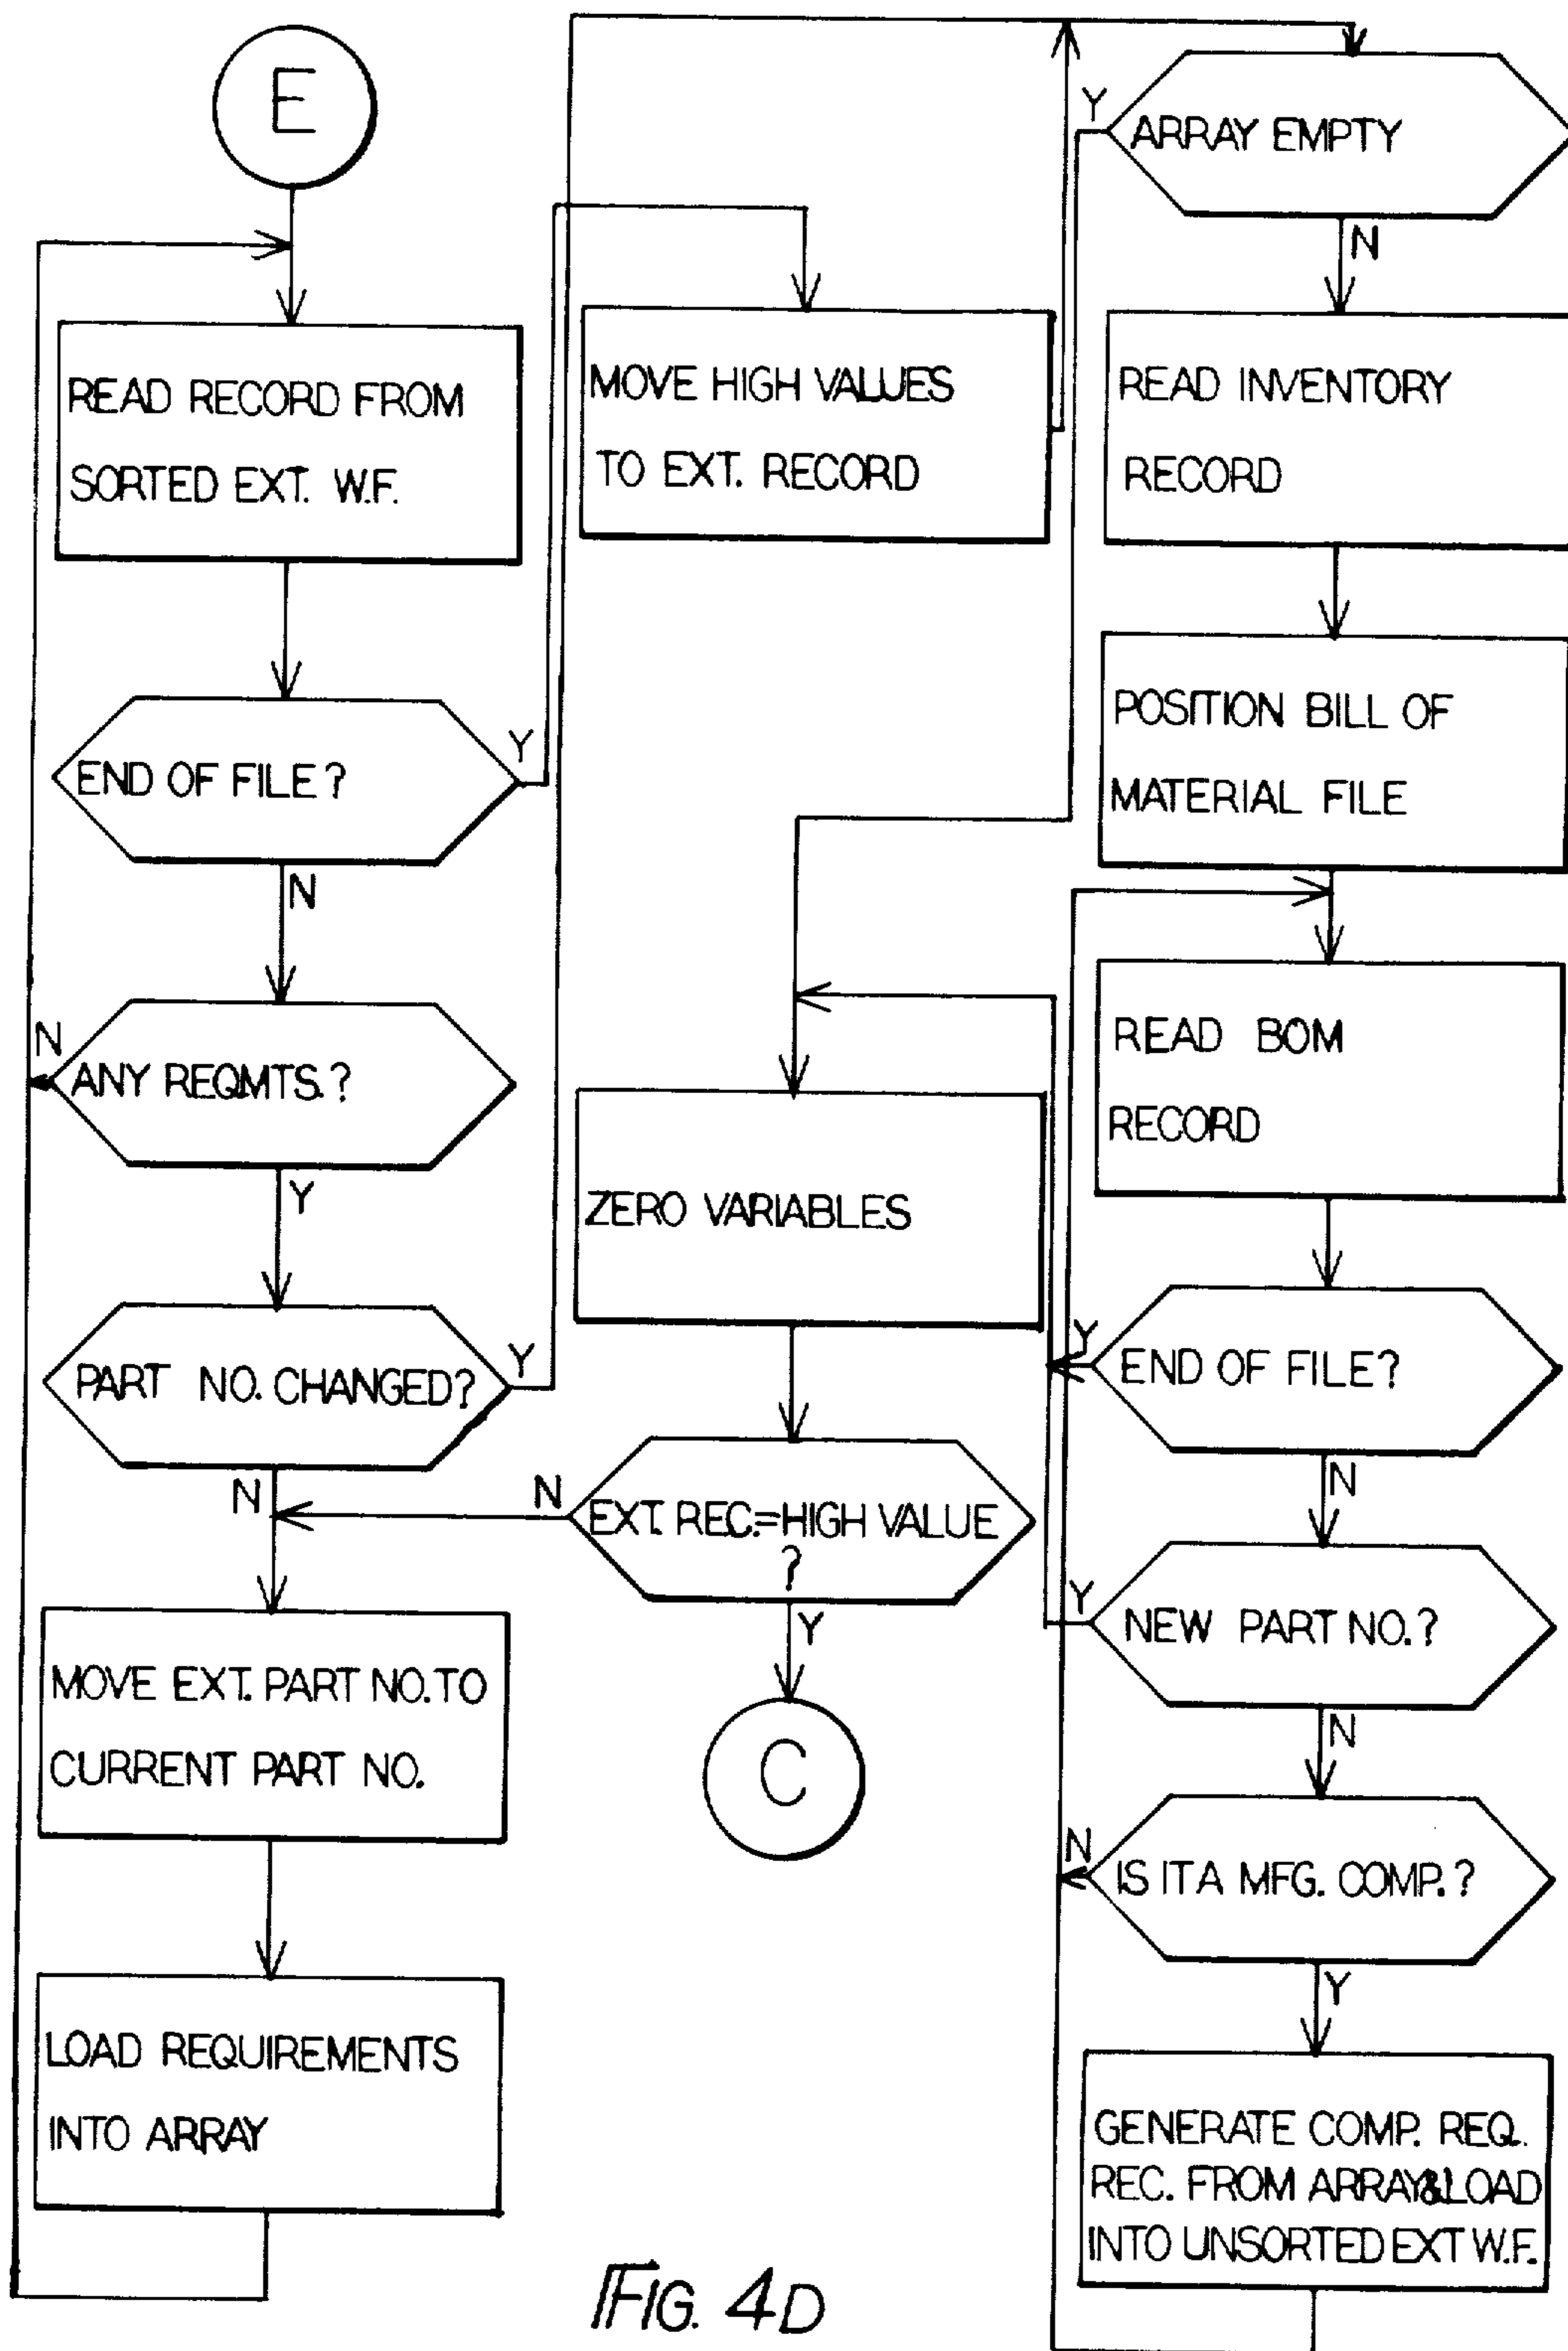 E
READ RECORD FROM
SORTED EXT. W.F.
END OF FILE?
Y
N
ANY REQMTS.?
N
Y
PART NO. CHANGED?
Y
N
MOVE EXT. PART NO. TO
CURRENT PART NO.
LOAD REQUIREMENTS
INTO ARRAY
MOVE HIGH VALUES
TO EXT. RECORD
ZERO VARIABLES
EXT. REC.=HIGH VALUE
?
N
Y
C
ARRAY EMPTY
Y
N
READ INVENTORY
RECORD
POSITION BILL OF
MATERIAL FILE
READ BOM
RECORD
END OF FILE?
Y
N
NEW PART NO.?
Y
N
IS IT A MFG. COMP.?
N
Y
GENERATE COMP. REQ.
REC. FROM ARRAY&LOAD
INTO UNSORTED EXT W.F.
FIG. 4D